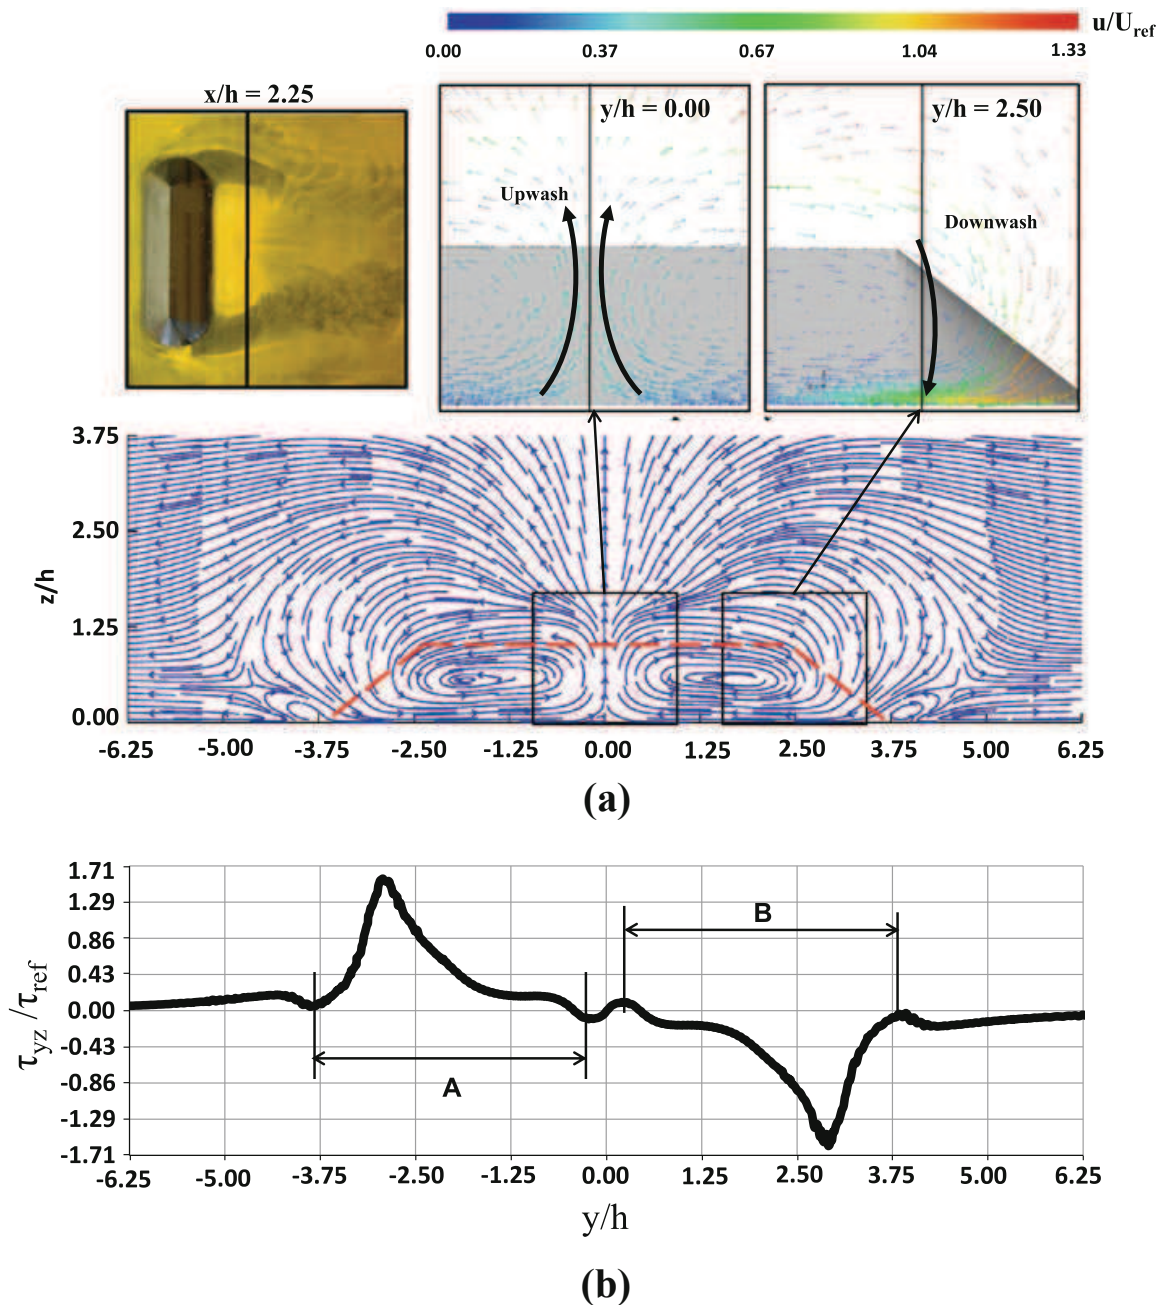 u/Uref
0.00 0.37 0.67 1.04 1.33
x/h = 2.25
y/h = 0.00
y/h = 2.50
Upwash
Downwash
z/h
3.75
2.50
1.25
0.00
-6.25 -5.00 -3.75 -2.50 -1.25 0.00 1.25 2.50 3.75 5.00 6.25
(a)
τyz /τref
1.71
1.29
0.86
0.43
0.00
-0.43
-0.86
-1.29
-1.71
A
B
-6.25 -5.00 -3.75 -2.50 -1.25 0.00 1.25 2.50 3.75 5.00 6.25
y/h
(b)